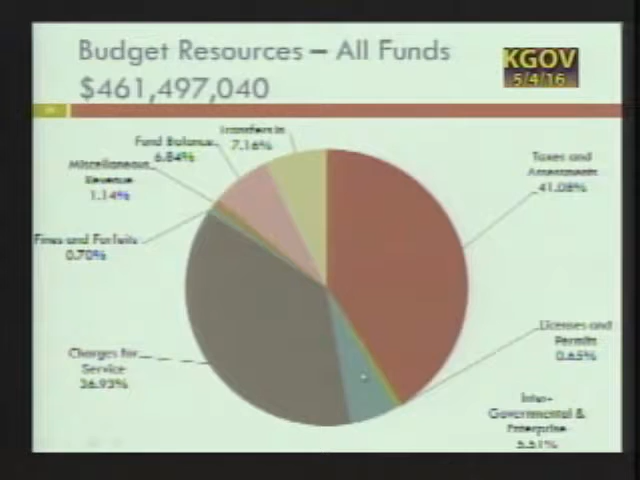 Budget Resources – All Funds
$461,497,040
KGOV
5/4/16
Transfers In
7.16%
Fund Balance
6.84%
Miscellaneous
Revenue
1.14%
Fines and Forfeits
0.70%
Charges for
Service
36.93%
Taxes and
Assessments
41.08%
Licenses and
Permits
0.65%
Inter-
Governmental &
Enterprise
5.51%